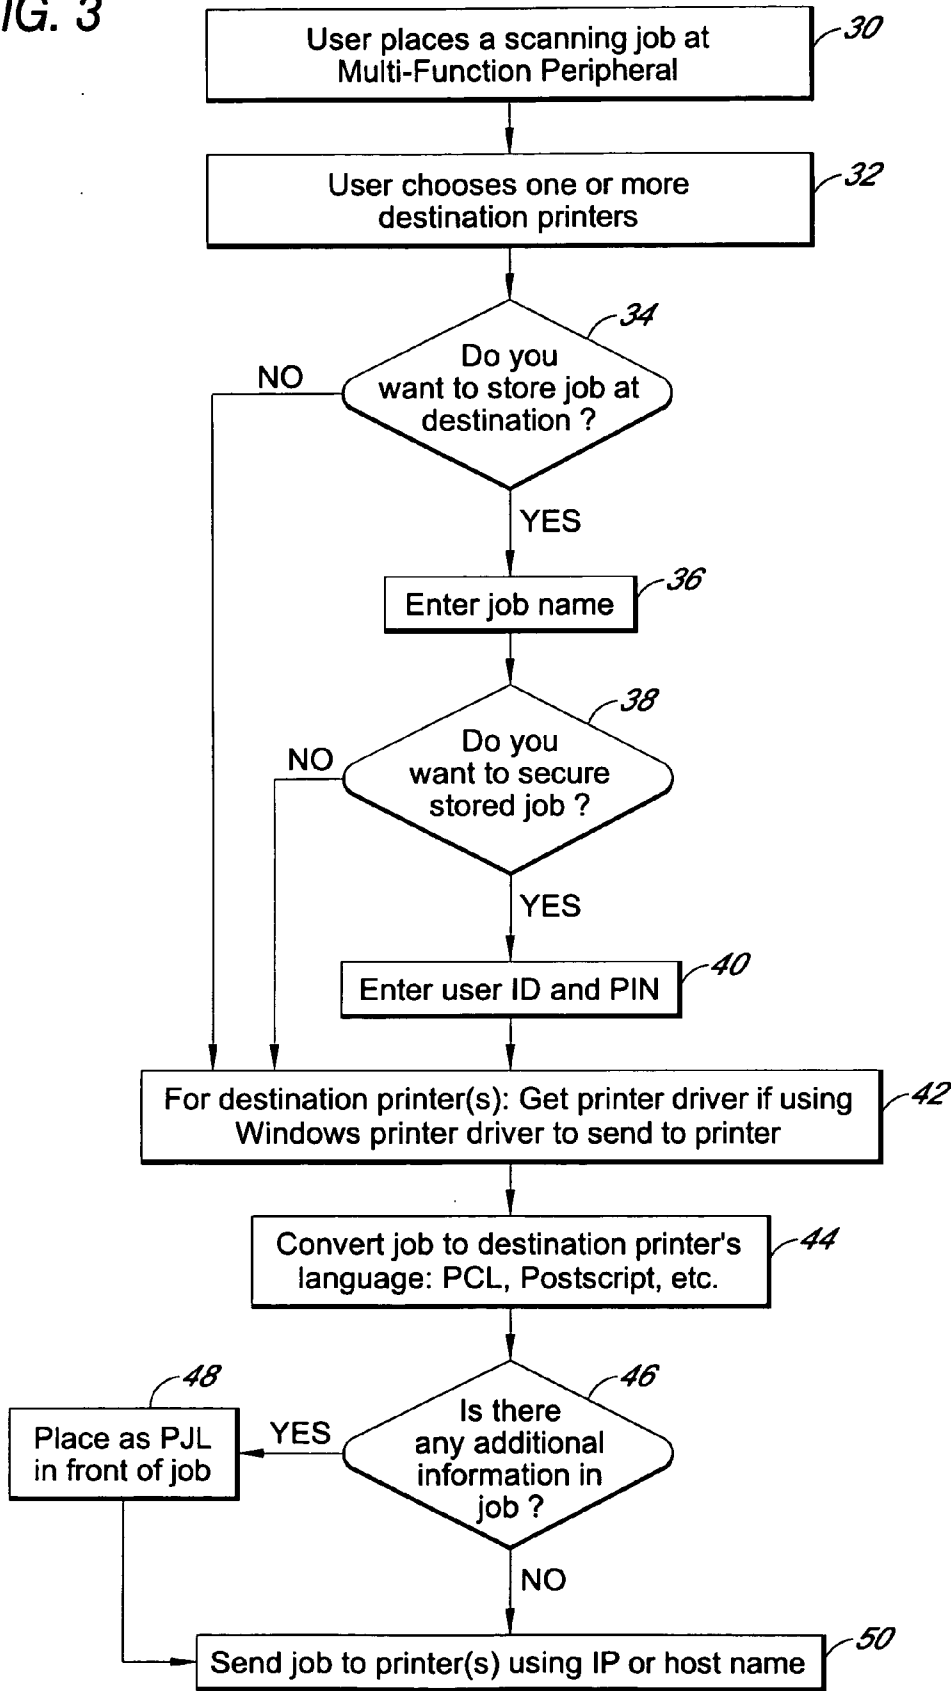 IG. 3
User places a scanning job at
Multi-Function Peripheral
30
User chooses one or more
destination printers
32
34
Do you
want to store job at
destination ?
NO
YES
36
Enter job name
38
Do you
want to secure
stored job ?
NO
YES
40
Enter user ID and PIN
For destination printer(s): Get printer driver if using
Windows printer driver to send to printer
42
Convert job to destination printer's
language: PCL, Postscript, etc.
44
46
Is there
any additional
information in
job ?
YES
48
Place as PJL
in front of job
NO
50
Send job to printer(s) using IP or host name